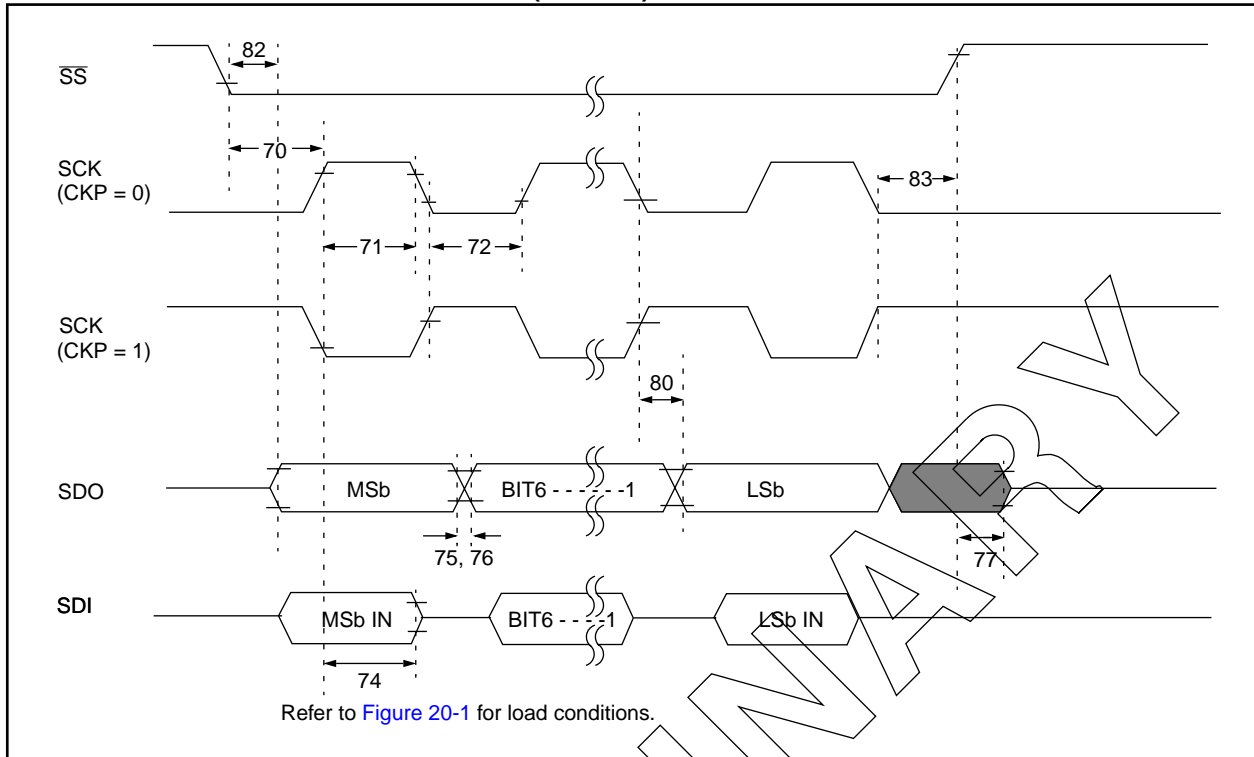 82
SS
70
SCK
(CKP = 0)
83
71
72
SCK
(CKP = 1)
80
SDO
MSb
BIT6 - - - - - -1
LSb
75, 76
77
SDI
MSb IN
BIT6 - - - -1
LSb IN
74
Refer to Figure 20-1 for load conditions.
INARY